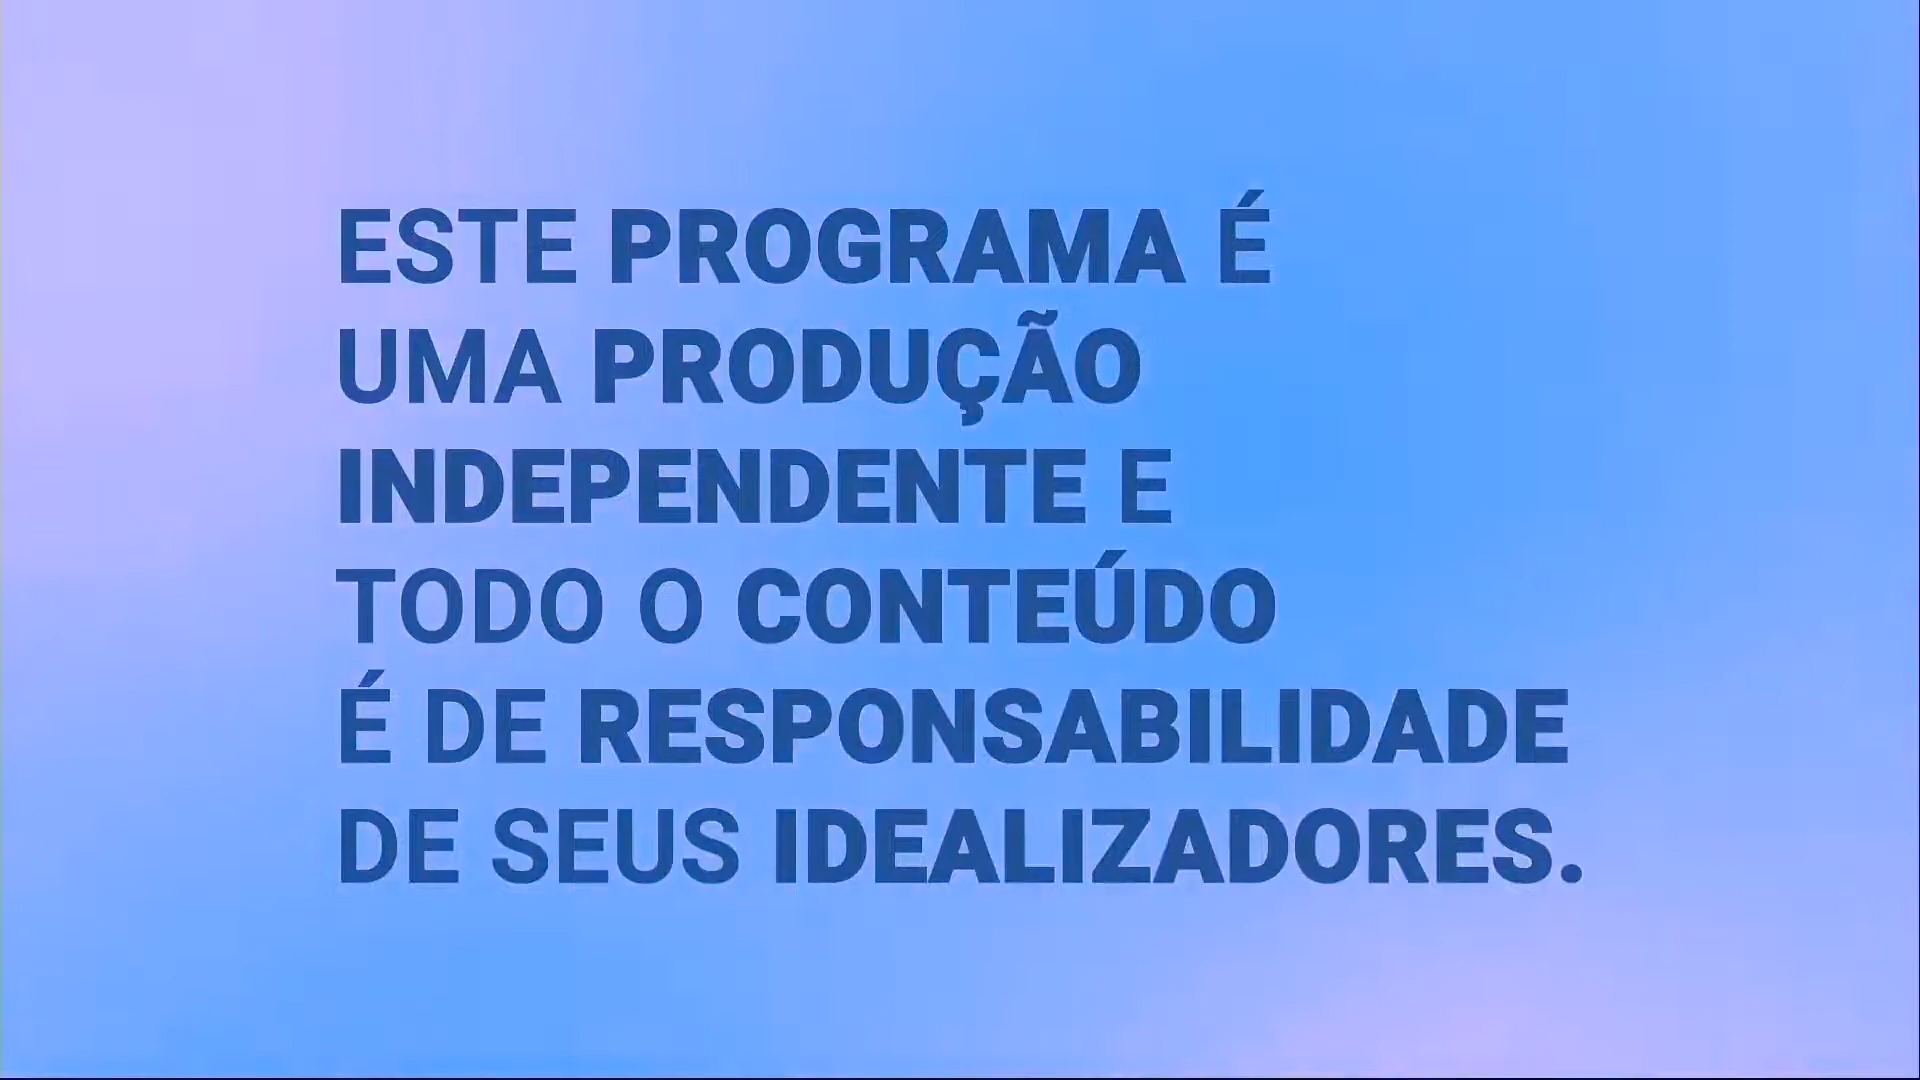 ESTE PROGRAMA É
UMA PRODUÇÃO
INDEPENDENTE E
TODO O CONTEÚDO
É DE RESPONSABILIDADE
DE SEUS IDEALIZADORES.